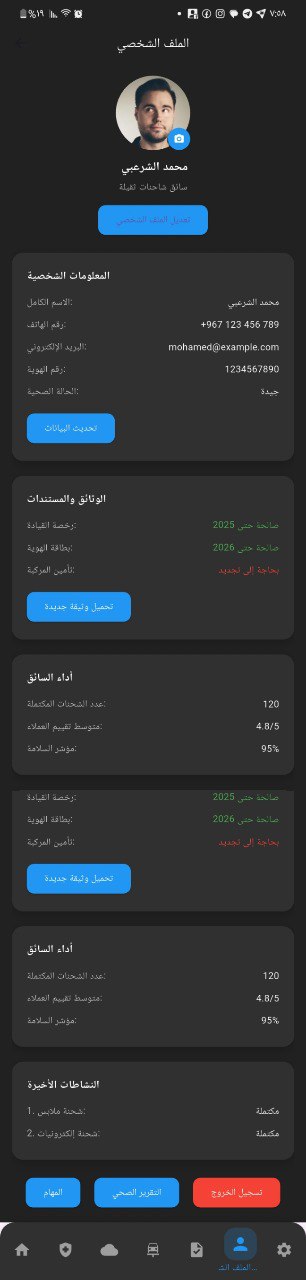 ٧:٥٨
%١٩
الملف الشخصي
محمد الشرعبي
سائق شاحنات ثقيلة
تعديل الملف الشخصي
المعلومات الشخصية
الاسم الكامل: محمد الشرعبي
رقم الهاتف: +967 123 456 789
البريد الإلكتروني: mohamed@example.com
رقم الهوية: 1234567890
الحالة الصحية: جيدة
تحديث البيانات
الوثائق والمستندات
رخصة القيادة: صالحة حتى 2025
بطاقة الهوية: صالحة حتى 2026
تأمين المركبة: بحاجة إلى تجديد
تحميل وثيقة جديدة
أداء السائق
عدد الشحنات المكتملة: 120
متوسط تقييم العملاء: 4.8/5
مؤشر السلامة: 95%
رخصة القيادة: صالحة حتى 2025
بطاقة الهوية: صالحة حتى 2026
تأمين المركبة: بحاجة إلى تجديد
تحميل وثيقة جديدة
أداء السائق
عدد الشحنات المكتملة: 120
متوسط تقييم العملاء: 4.8/5
مؤشر السلامة: 95%
النشاطات الأخيرة
1. شحنة ملابس: مكتملة
2. شحنة إلكترونيات: مكتملة
تسجيل الخروج
التقرير الصحي
المهام
الملف الش...